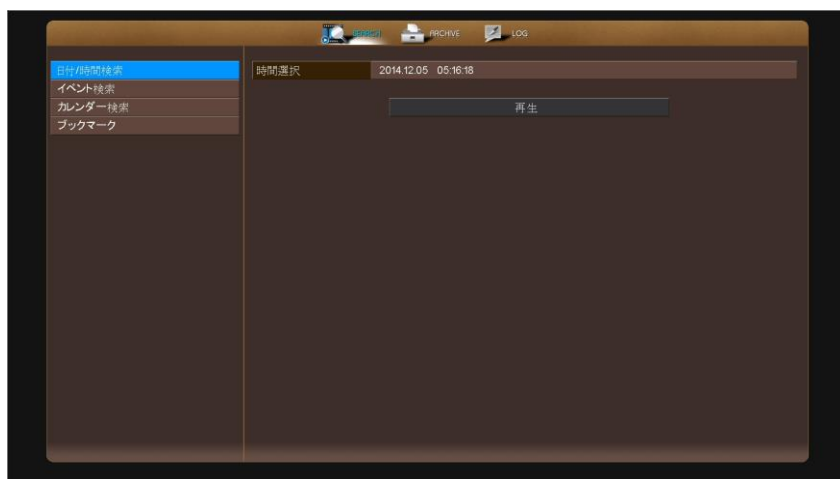 SEARCH ARCHIVE LOG
日付/時間検索
イベント検索
カレンダー検索
ブックマーク
時間選択 2014.12.05 05:16:18
再生